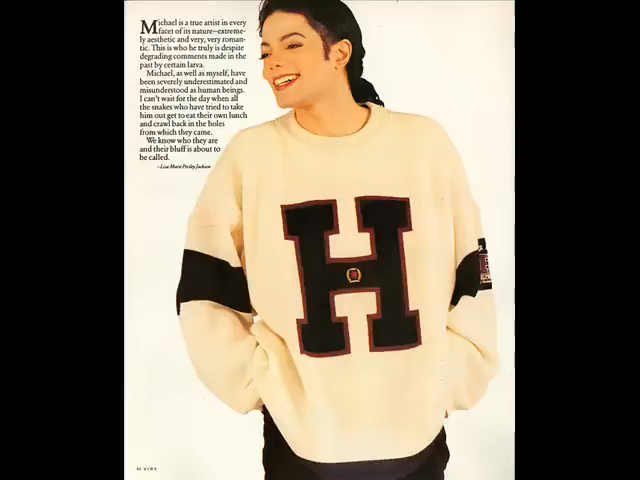 Michael is a true artist in every
facet of its nature—extreme-
ly aesthetic and very, very roman-
tic. This is who he truly is despite
degrading comments made in the
past by certain larva.
Michael, as well as myself, have
been severely underestimated and
misunderstood as human beings.
I can't wait for the day when all
the snakes who have tried to take
him out get to eat their own lunch
and crawl back in the holes
from which they came.
We know who they are
and their bluff is about to
be called.
—Lisa Marie Presley-Jackson
H
VIBE